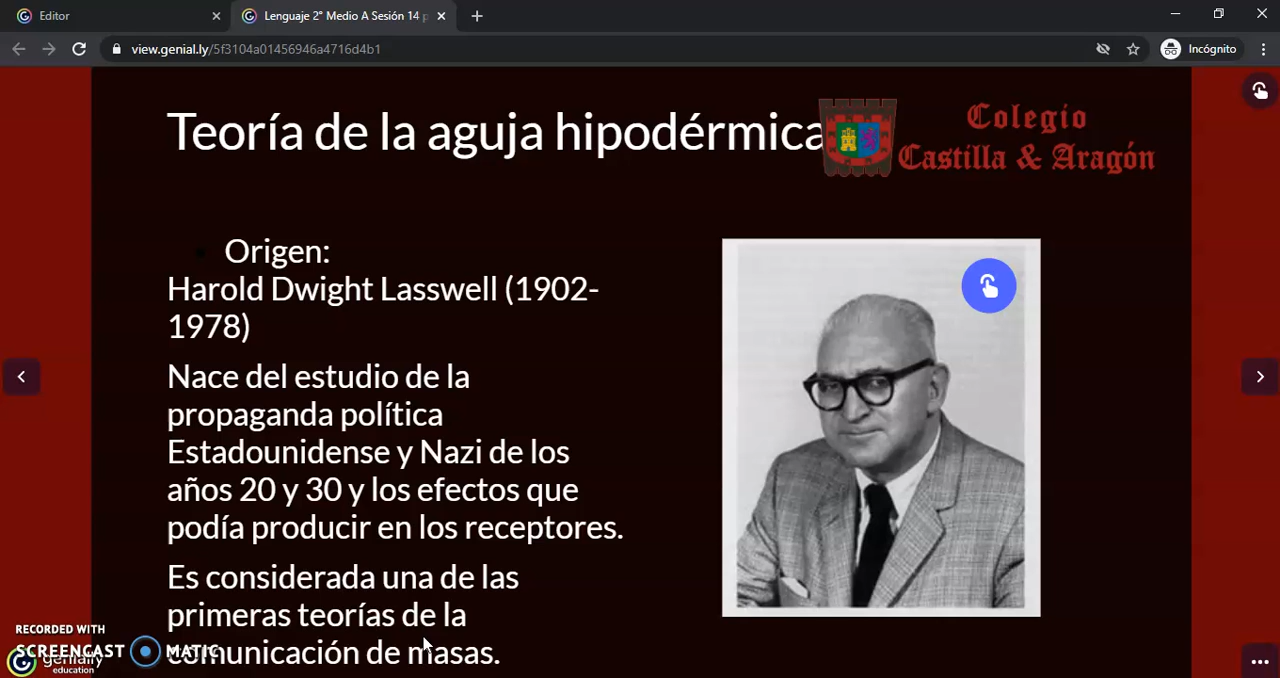 Editor
Lenguaje 2° Medio A Sesión 14 p
view.genial.ly/5f3104a01456946a4716d4b1
Incógnito
Teoría de la aguja hipodérmica
Colegio
Castilla & Aragón
Origen:
Harold Dwight Lasswell (1902-
1978)
Nace del estudio de la
propaganda política
Estadounidense y Nazi de los
años 20 y 30 y los efectos que
podía producir en los receptores.
Es considerada una de las
primeras teorías de la
comunicación de masas.
RECORDED WITH
SCREENCAST MATIC
genially
education